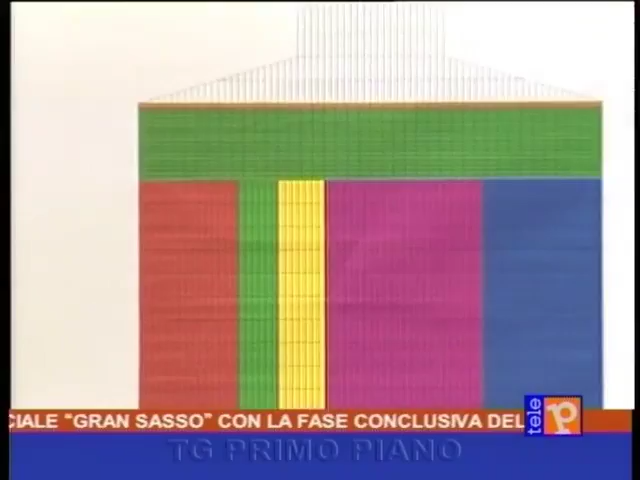 CIALE "GRAN SASSO" CON LA FASE CONCLUSIVA DEL
tele p
TG PRIMO PIANO